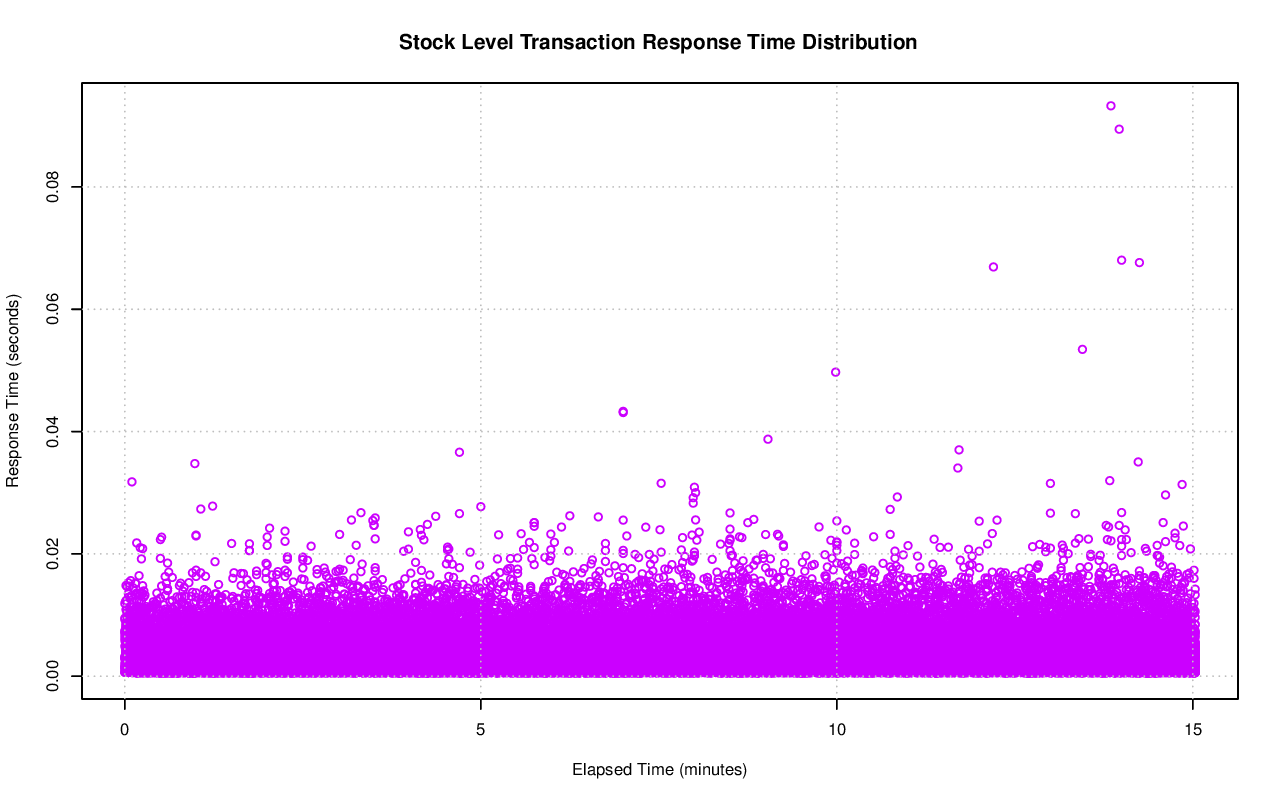 Stock Level Transaction Response Time Distribution
Response Time (seconds)
0.08
0.06
0.04
0.02
0.00
0 5 10 15
Elapsed Time (minutes)